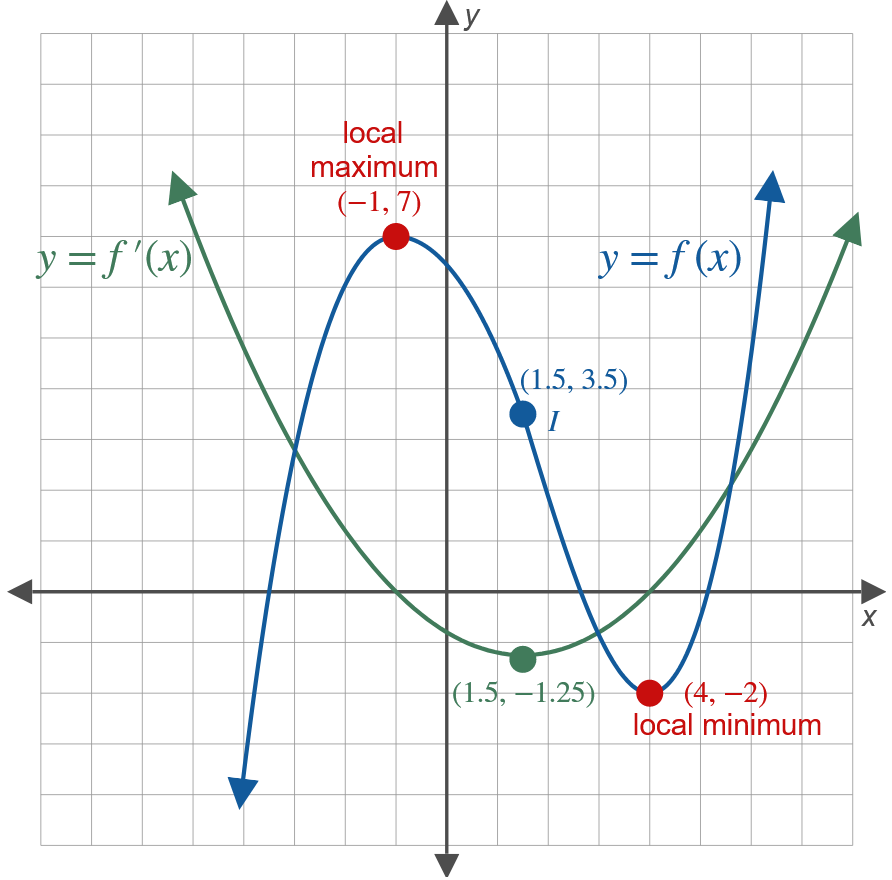 y
local
maximum
(−1, 7)
y = f ′(x)
y = f (x)
(1.5, 3.5)
I
x
(1.5, −1.25)
(4, −2)
local minimum